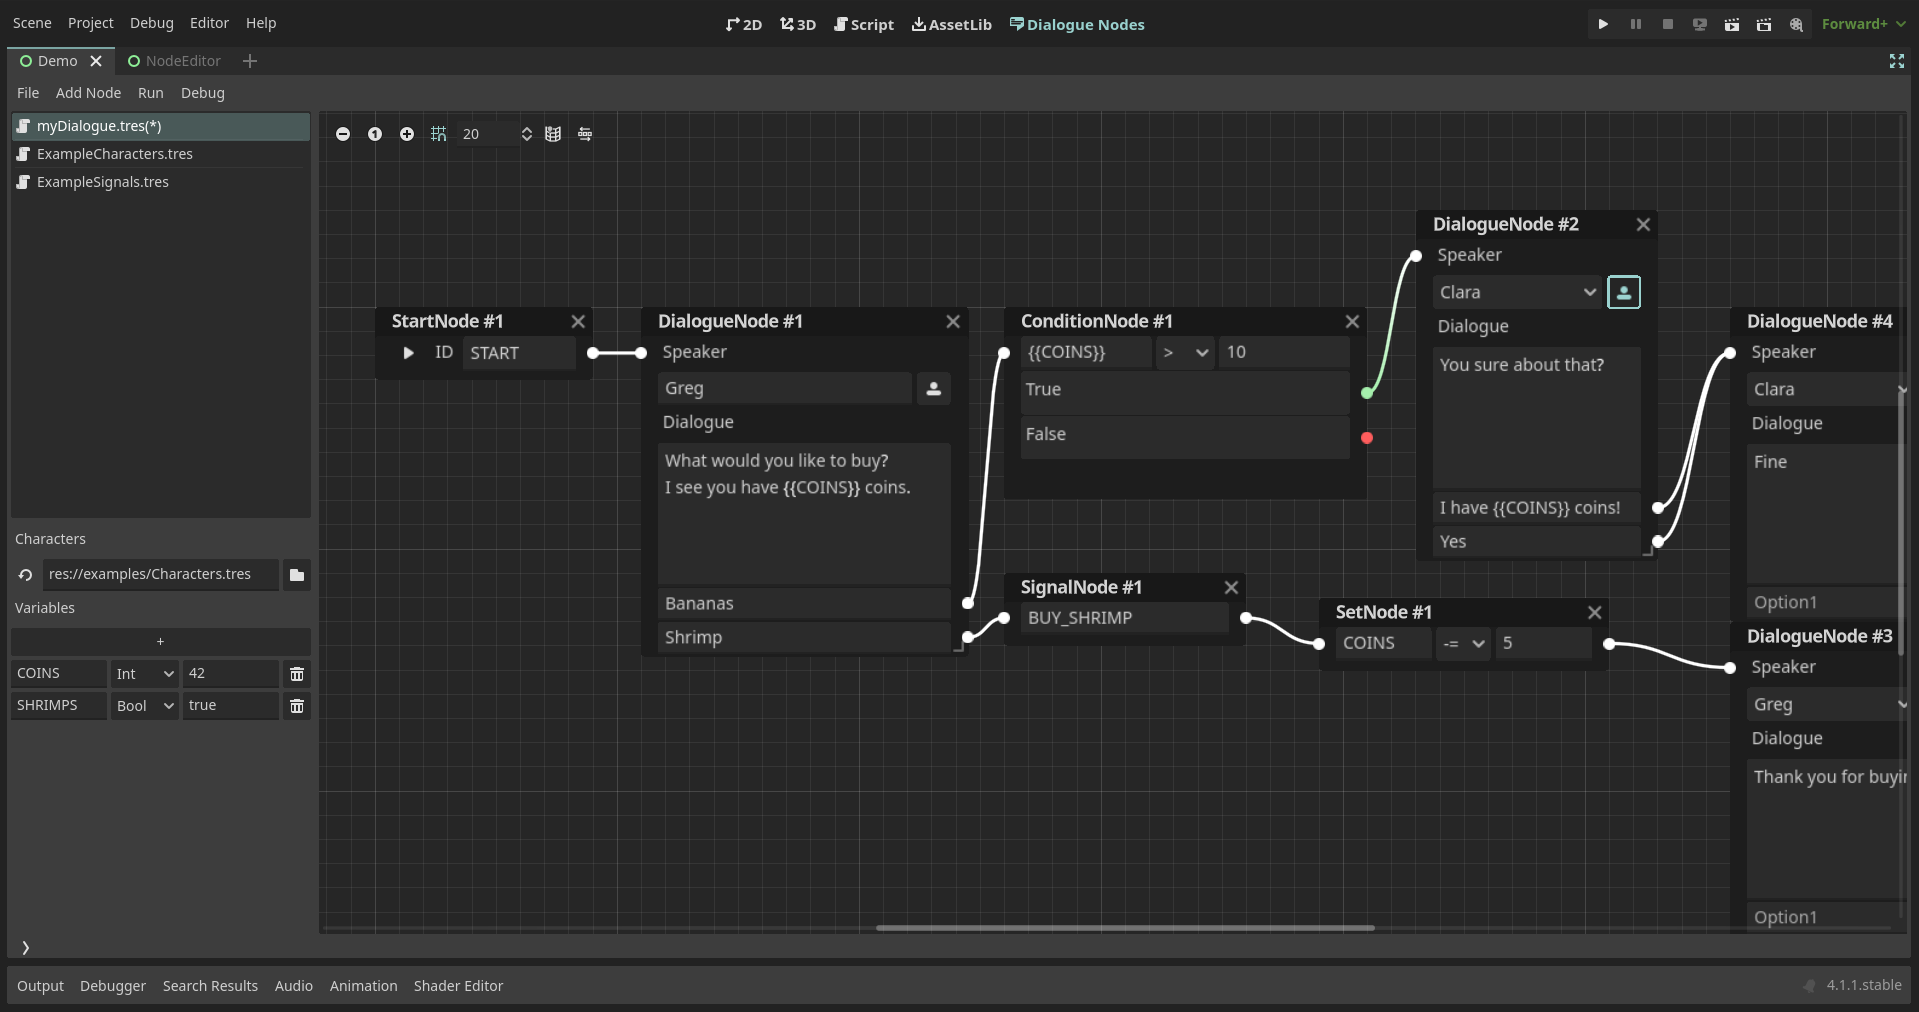 Scene Project Debug Editor Help
2D 3D Script AssetLib Dialogue Nodes
Forward+
Demo NodeEditor
File Add Node Run Debug
myDialogue.tres(*)
ExampleCharacters.tres
ExampleSignals.tres
Characters
res://examples/Characters.tres
Variables
+
COINS Int 42
SHRIMPS Bool true
1 20
StartNode #1
ID START
DialogueNode #1
Speaker
Greg
Dialogue
What would you like to buy?
I see you have {{COINS}} coins.
Bananas
Shrimp
ConditionNode #1
{{COINS}} > 10
True
False
SignalNode #1
BUY_SHRIMP
SetNode #1
COINS -= 5
DialogueNode #2
Speaker
Clara
Dialogue
You sure about that?
I have {{COINS}} coins!
Yes
DialogueNode #4
Speaker
Clara
Dialogue
Fine
Option1
DialogueNode #3
Speaker
Greg
Dialogue
Thank you for buyin
Option1
Output Debugger Search Results Audio Animation Shader Editor
4.1.1.stable